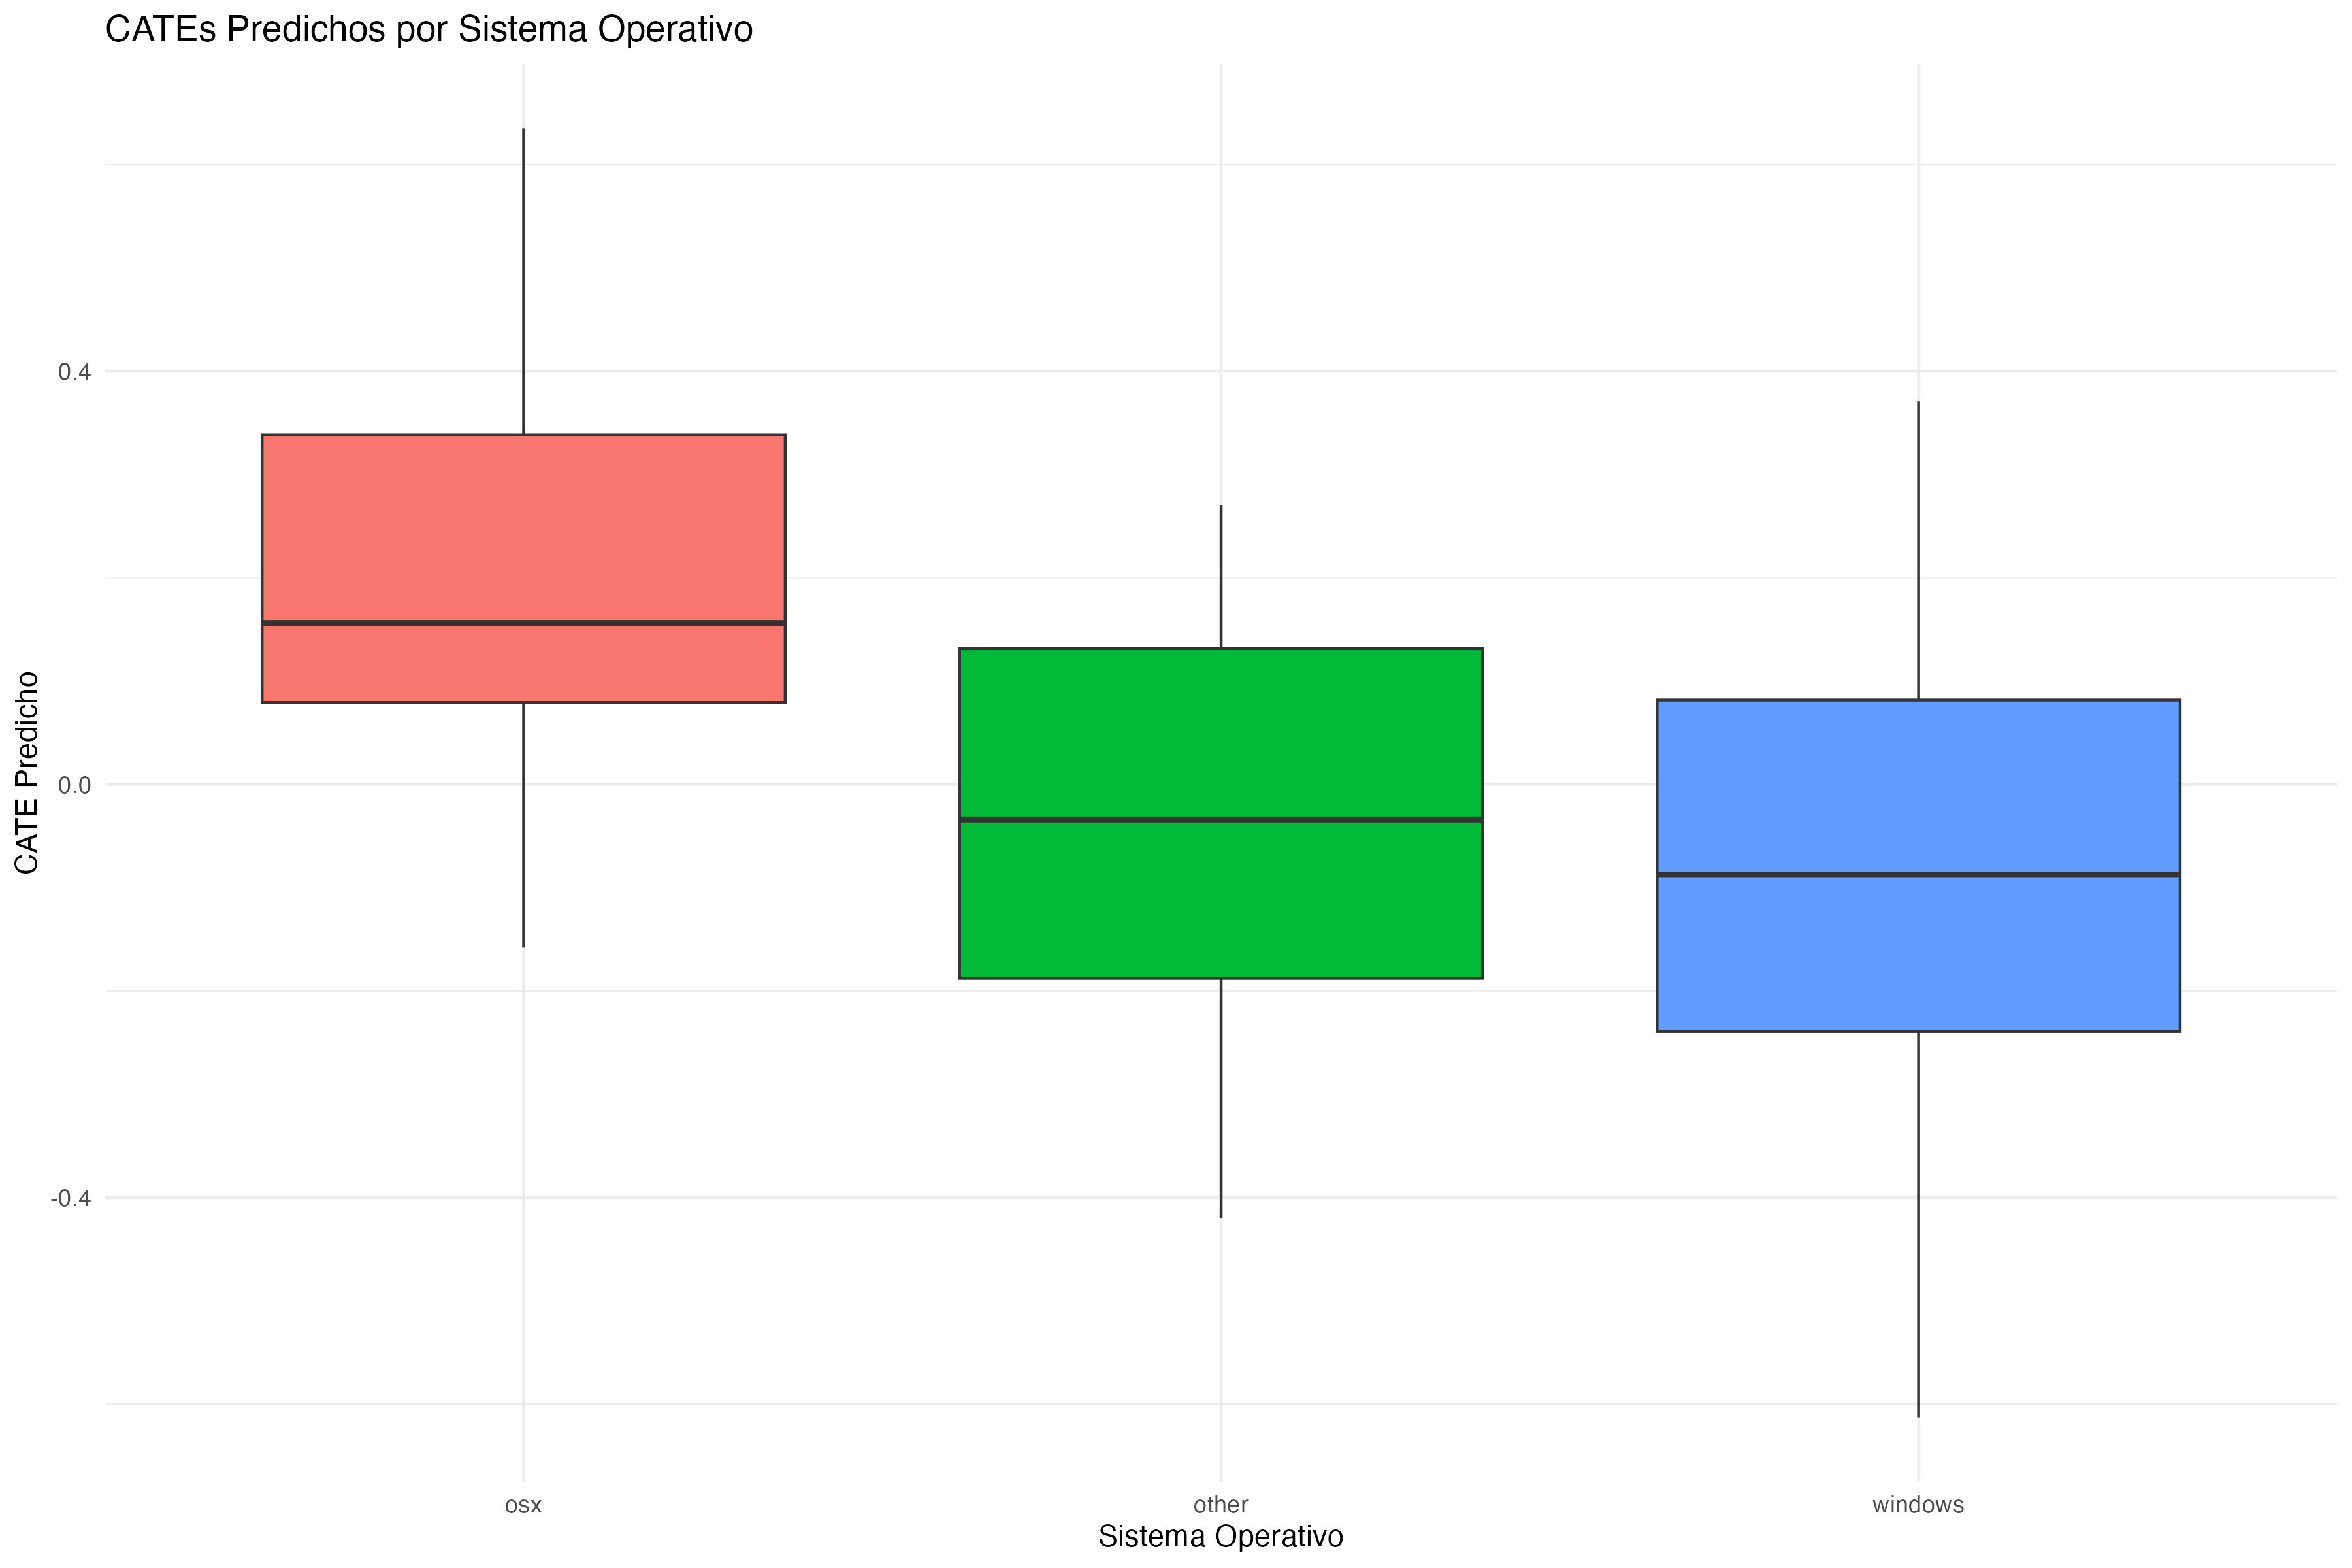 CATEs Predichos por Sistema Operativo
CATE Predicho
0.4
0.0
-0.4
osx
other
windows
Sistema Operativo